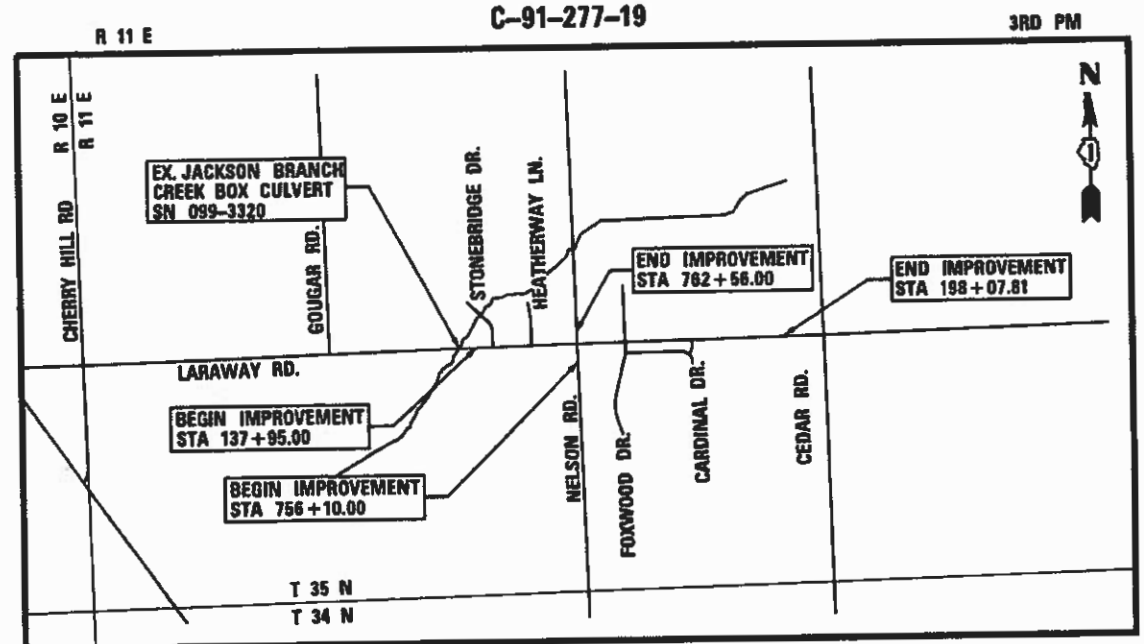 C-91-277-19
R 11 E
3RD PM
R 10 E
R 11 E
N
1
CHERRY HILL RD
GOUGAR RD.
EX. JACKSON BRANCH
CREEK BOX CULVERT
SN 099-3320
STONEBRIDGE DR.
HEATHERWAY LN.
END IMPROVEMENT
STA 762+56.00
END IMPROVEMENT
STA 198+07.81
LARAWAY RD.
BEGIN IMPROVEMENT
STA 137+95.00
BEGIN IMPROVEMENT
STA 756+10.00
NELSON RD.
FOXWOOD DR.
CARDINAL DR.
CEDAR RD.
T 35 N
T 34 N